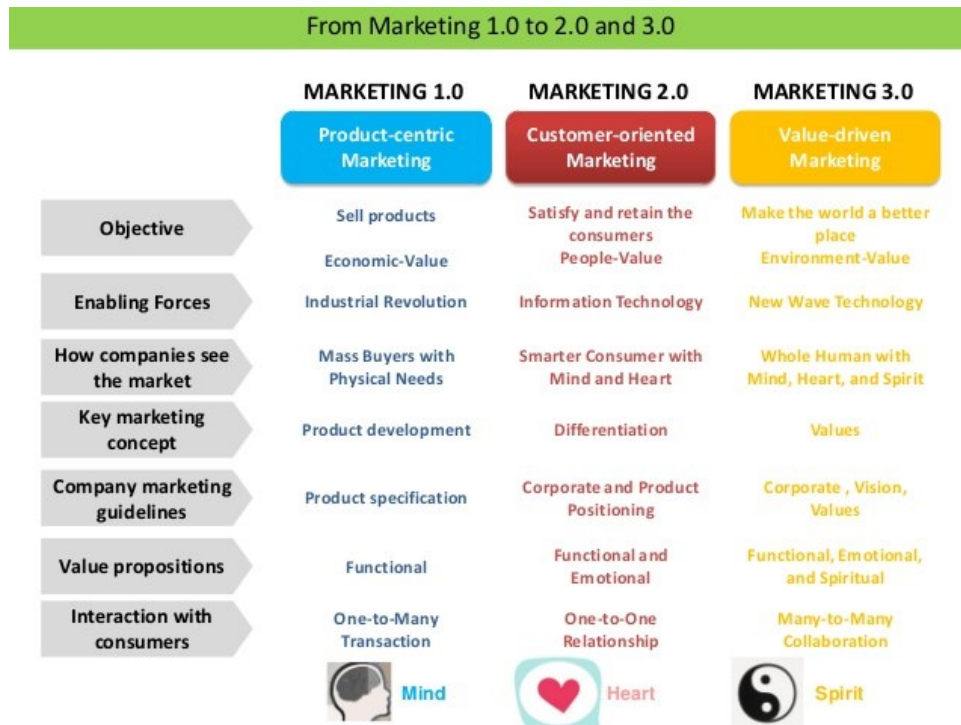 From Marketing 1.0 to 2.0 and 3.0
MARKETING 1.0 MARKETING 2.0 MARKETING 3.0
Product-centric Customer-oriented Value-driven
Marketing Marketing Marketing
Objective
Sell products
Economic-Value
Satisfy and retain the
consumers
People-Value
Make the world a better
place
Environment-Value
Enabling Forces
Industrial Revolution
Information Technology
New Wave Technology
How companies see
the market
Mass Buyers with
Physical Needs
Smarter Consumer with
Mind and Heart
Whole Human with
Mind, Heart, and Spirit
Key marketing
concept
Product development
Differentiation
Values
Company marketing
guidelines
Product specification
Corporate and Product
Positioning
Corporate , Vision,
Values
Value propositions
Functional
Functional and
Emotional
Functional, Emotional,
and Spiritual
Interaction with
consumers
One-to-Many
Transaction
One-to-One
Relationship
Many-to-Many
Collaboration
Mind
Heart
Spirit